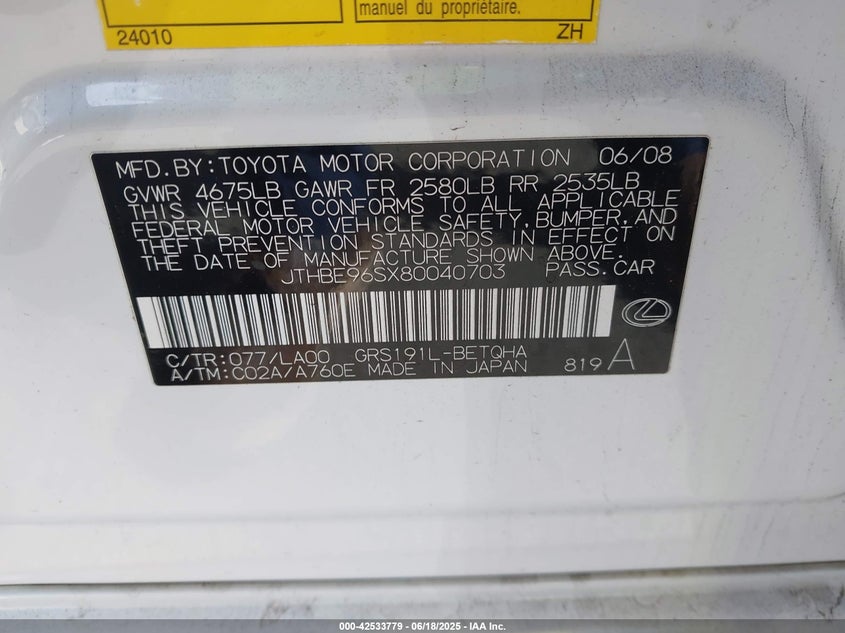 manuel du propriétaire.
24010 ZH
MFD.BY:TOYOTA MOTOR CORPORATION 06/08
GVWR 4675LB GAWR FR 2580LB RR 2535LB
THIS VEHICLE CONFORMS TO ALL APPLICABLE
FEDERAL MOTOR VEHICLE SAFETY, BUMPER, AND
THEFT PREVENTION STANDARDS IN EFFECT ON
THE DATE OF MANUFACTURE SHOWN ABOVE.
JTHBE96SX80040703 PASS.CAR
C/TR:077/LA00 GRS191L-BETQHA
A/TM:C02A/A760E MADE IN JAPAN 819A
000-42533779 - 06/18/2025 - IAA Inc.